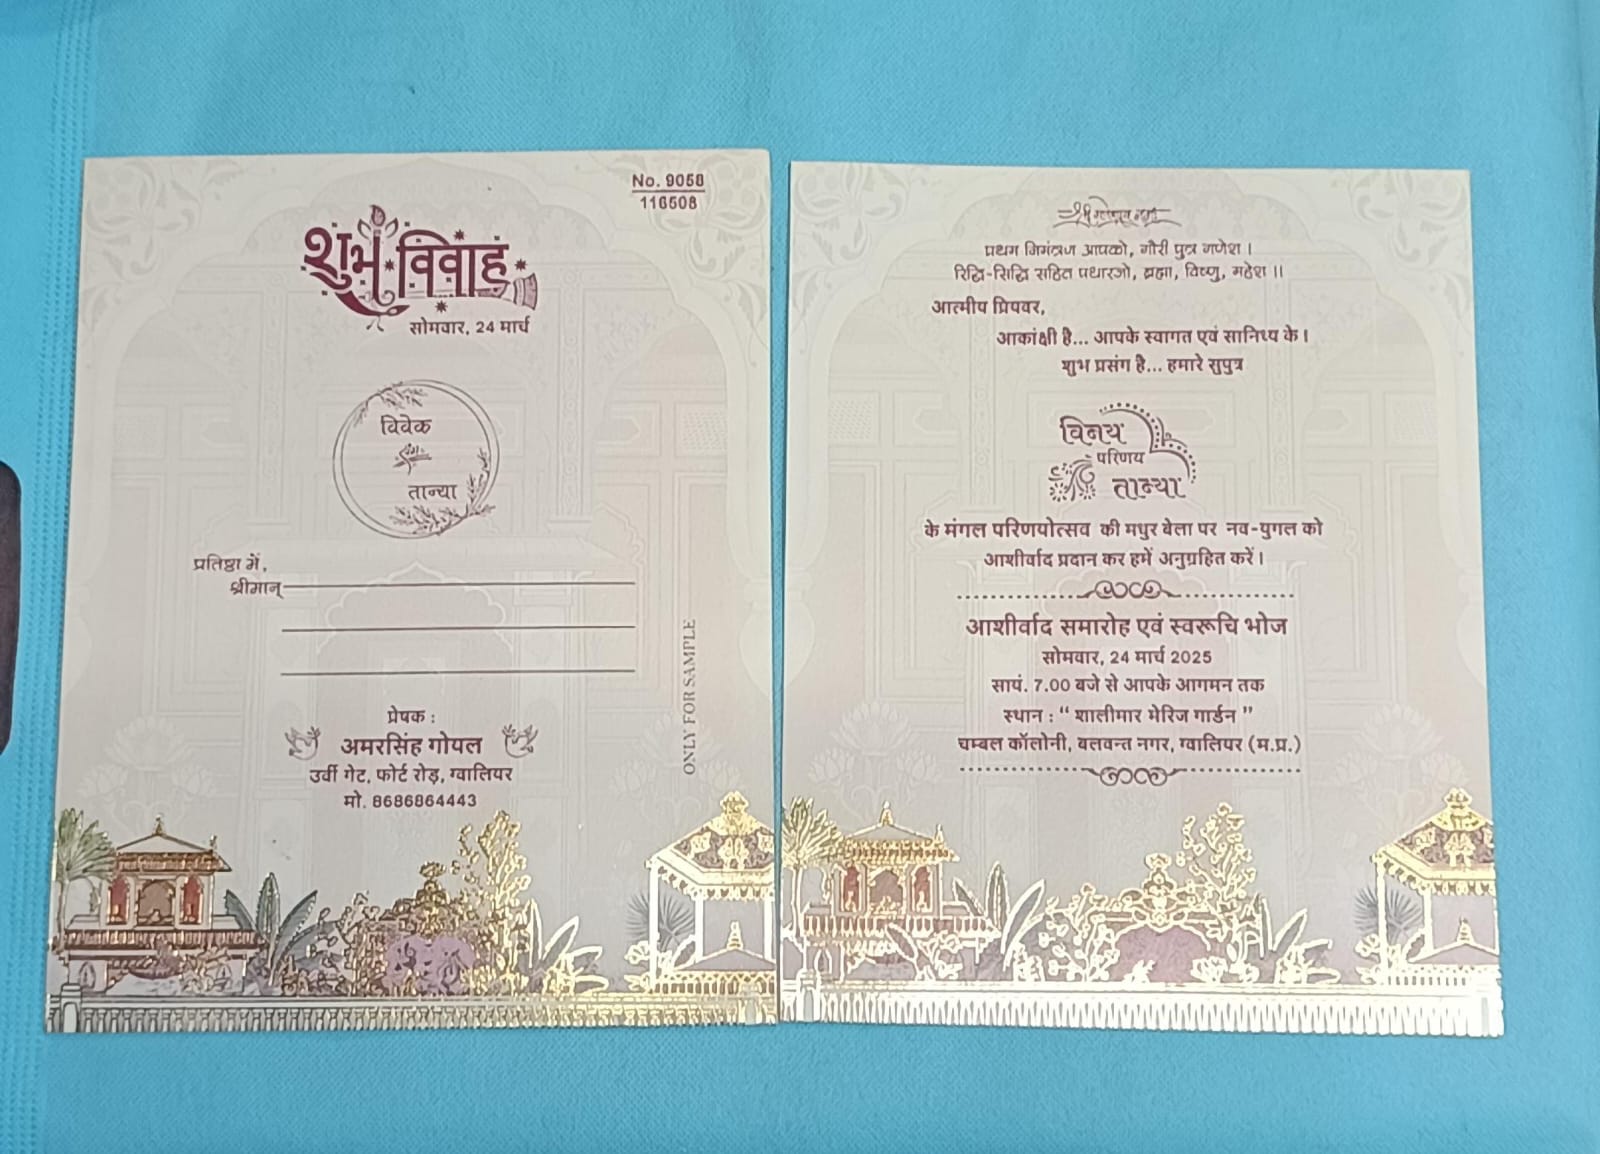 No. 9058
116508
शुभ विवाह
सोमवार, 24 मार्च
विवेक
संग
तान्या
प्रतिष्ठा में,
श्रीमान्
ONLY FOR SAMPLE
प्रेषक :
अमरसिंह गोयल
उर्वी गेट, फोर्ट रोड़, ग्वालियर
मो. 8686864443
श्री गणेशाय नमः
प्रथम निमंत्रण आपको, गौरी पुत्र गणेश ।
रिद्धि-सिद्धि सहित पधारजो, ब्रह्मा, विष्णु, महेश ।।
आत्मीय प्रियवर,
आकांक्षी है... आपके स्वागत एवं सानिध्य के ।
शुभ प्रसंग है... हमारे सुपुत्र
विनय
परिणय
तान्या
के मंगल परिणयोत्सव की मधुर बेला पर नव-युगल को
आशीर्वाद प्रदान कर हमें अनुग्रहित करें ।
आशीर्वाद समारोह एवं स्वरूचि भोज
सोमवार, 24 मार्च 2025
सायं. 7.00 बजे से आपके आगमन तक
स्थान : “ शालीमार मेरिज गार्डन ”
चम्बल कॉलोनी, बलवन्त नगर, ग्वालियर (म.प्र.)